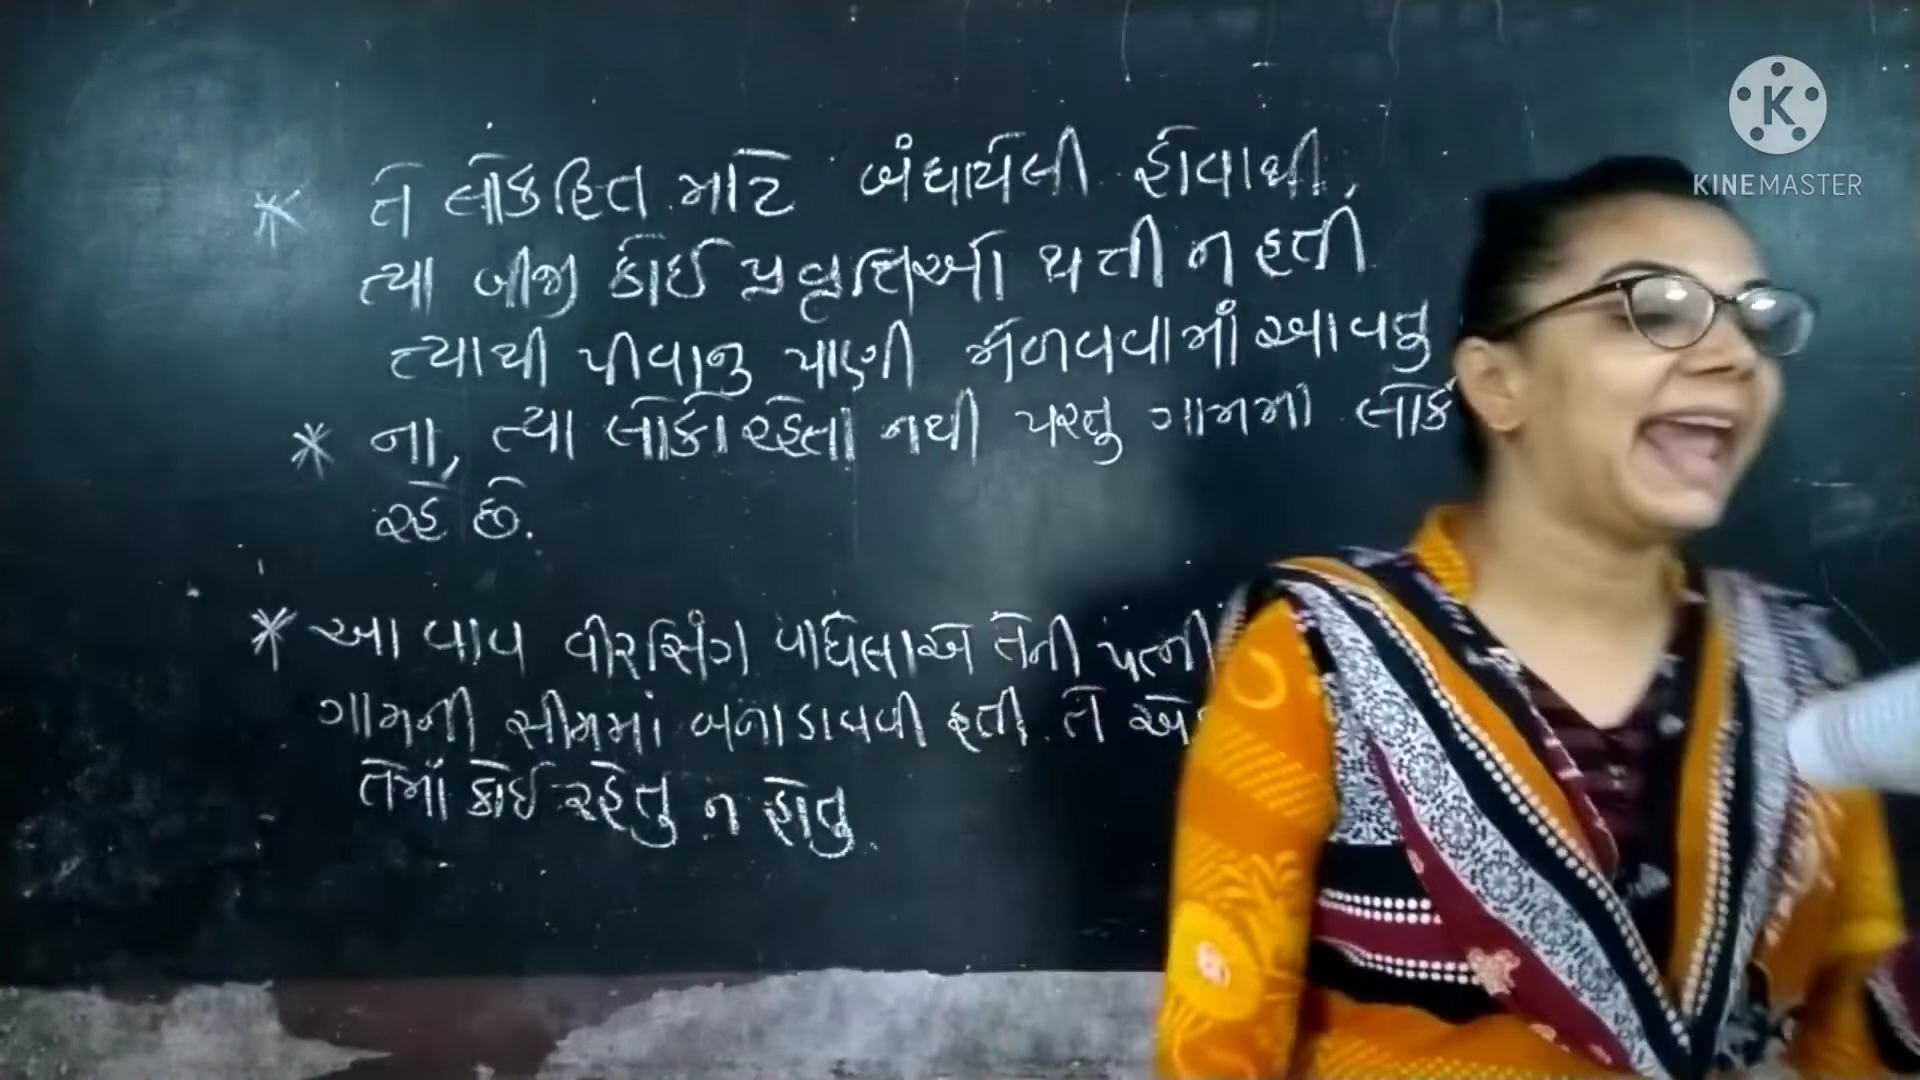 * તે લોકહિત માટે બંધાયેલી હોવાથી,
ત્યા બીજી કોઈ પ્રવૃત્તિઓ થતી ન હતી
ત્યાથી પીવાનુ પાણી મેળવવામાં આવતુ
* ના, ત્યા લોકો રહેતા નથી પરંતુ ગામમા લોક
રહે છે.
* આ વાવ વીરસિંગ વાઘેલાએ તેની પત્ની
ગામની સીમમાં બનાડાવવી હતી તે
તેમાં કોઈ રહેતુ ન હોતુ.
K
KINEMASTER